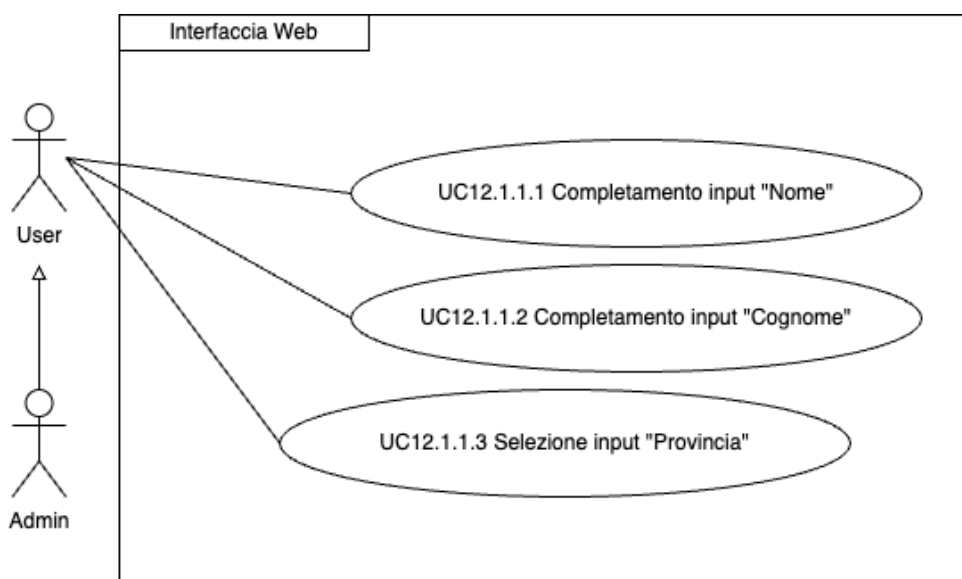 Interfaccia Web
UC12.1.1.1 Completamento input "Nome"
User
UC12.1.1.2 Completamento input "Cognome"
UC12.1.1.3 Selezione input "Provincia"
Admin